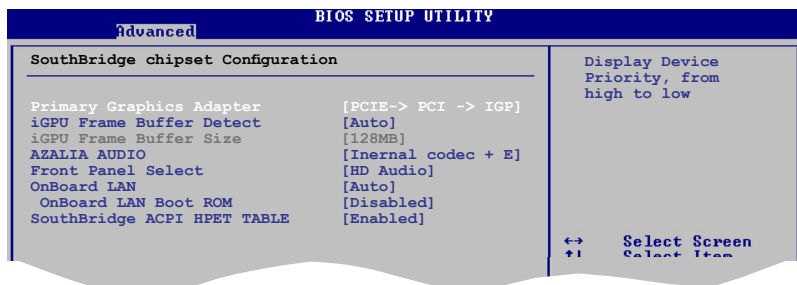 BIOS SETUP UTILITY
Advanced
SouthBridge chipset Configuration
Primary Graphics Adapter [PCIE-> PCI -> IGP]
iGPU Frame Buffer Detect [Auto]
iGPU Frame Buffer Size [128MB]
AZALIA AUDIO [Inernal codec + E]
Front Panel Select [HD Audio]
OnBoard LAN [Auto]
OnBoard LAN Boot ROM [Disabled]
SouthBridge ACPI HPET TABLE [Enabled]
Display Device
Priority, from
high to low
←→ Select Screen
↑↓ Select Item